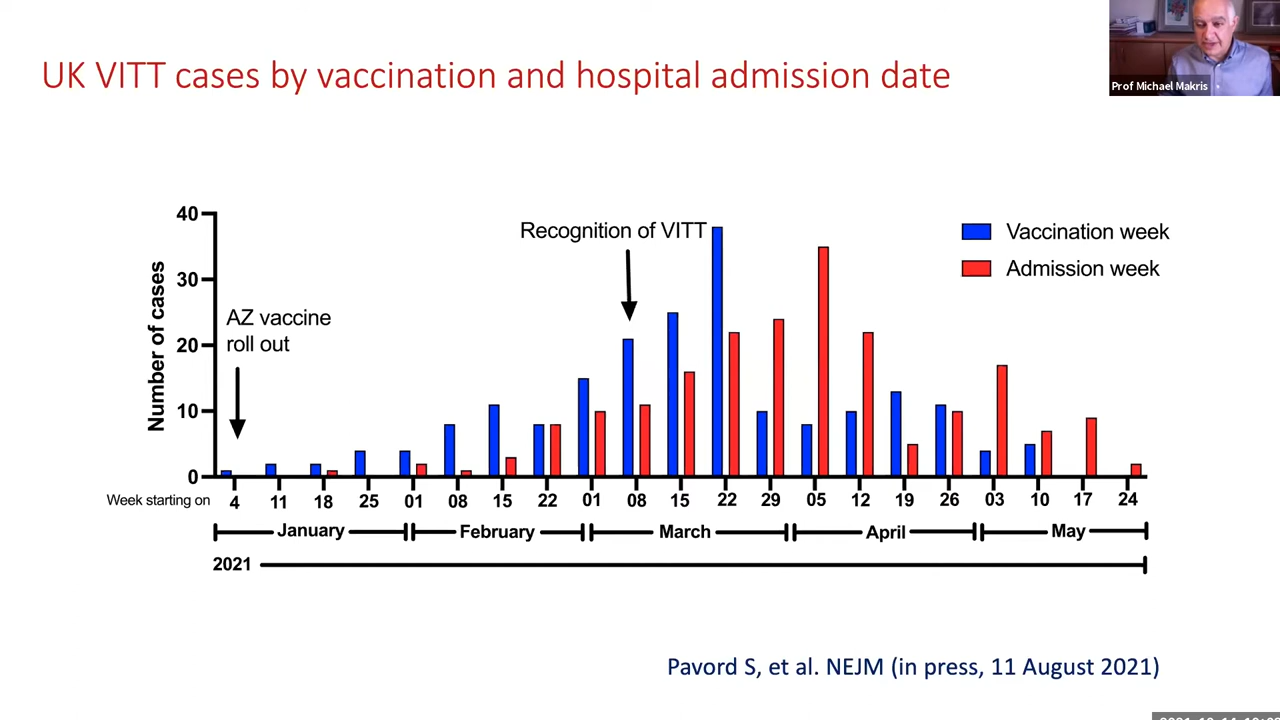 UK VITT cases by vaccination and hospital admission date
Prof Michael Makris
40
30
20
10
0
Number of cases
AZ vaccine
roll out
Recognition of VITT
Vaccination week
Admission week
Week starting on
4 11 18 25 01 08 15 22 01 08 15 22 29 05 12 19 26 03 10 17 24
January February March April May
2021
Pavord S, et al. NEJM (in press, 11 August 2021)